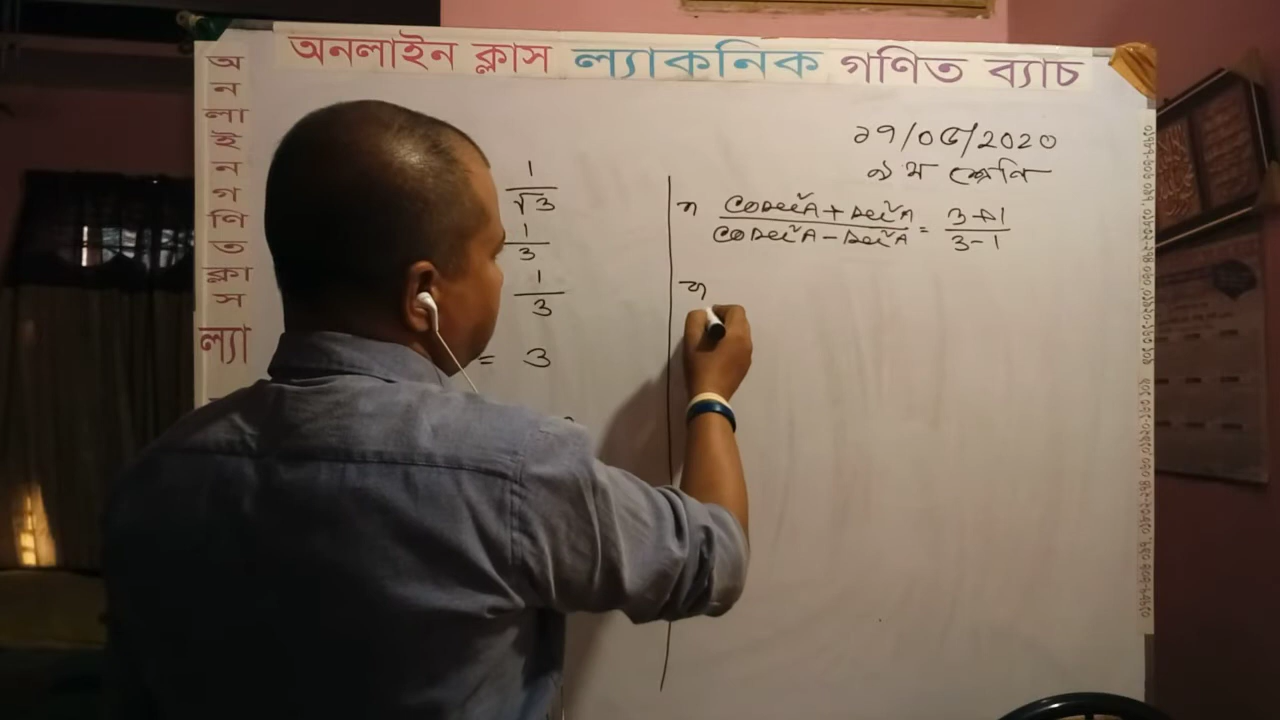 অনলাইন ক্লাস ল্যাকনিক গণিত ব্যাচ
অ
ন
লা
ই
ন
গ
ণি
ত
ক্লা
স
ল্যা
১৭/০৫/2020
৯ম শ্রেণি
1/√3
1/3
1/3
= 3
বা (cosec²A + sec²A)/(cosec²A - sec²A) = (3+1)/(3-1)
বা